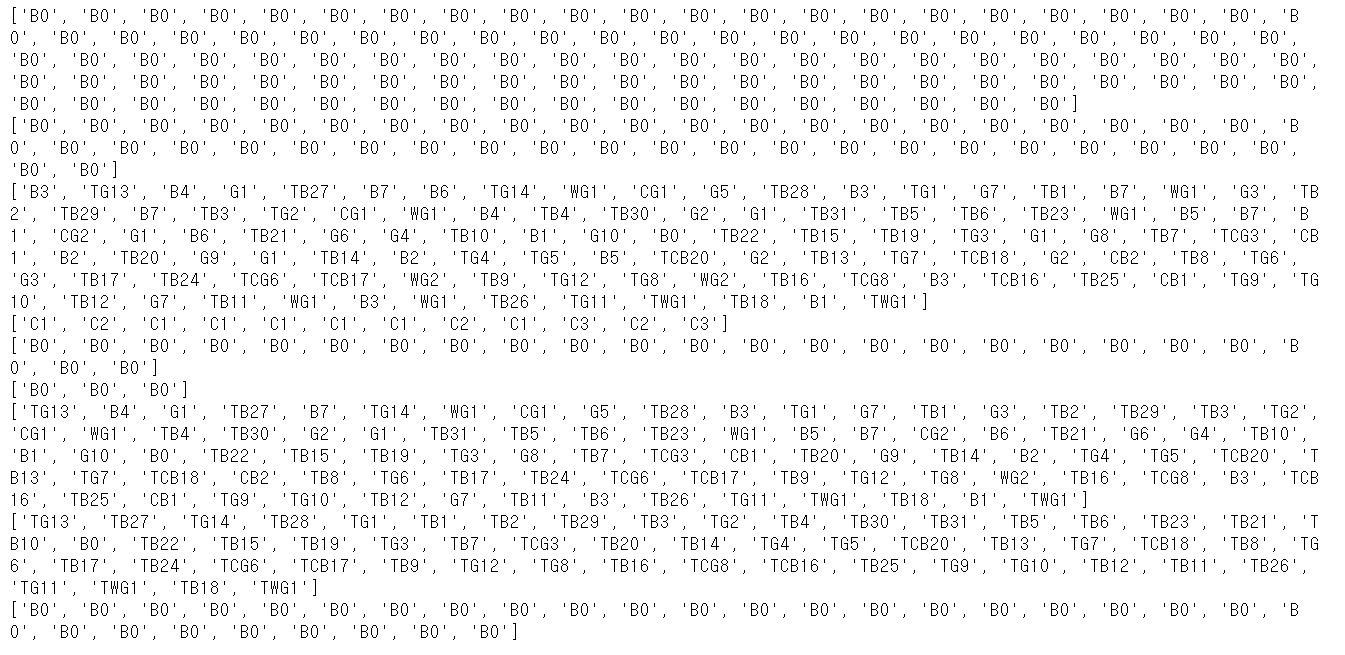 ['B0', 'B0', 'B0', 'B0', 'B0', 'B0', 'B0', 'B0', 'B0', 'B0', 'B0', 'B0', 'B0', 'B0', 'B0', 'B0', 'B0', 'B0', 'B0', 'B0', 'B0', 'B
0', 'B0', 'B0', 'B0', 'B0', 'B0', 'B0', 'B0', 'B0', 'B0', 'B0', 'B0', 'B0', 'B0', 'B0', 'B0', 'B0', 'B0', 'B0', 'B0', 'B0', 'B0',
'B0', 'B0', 'B0', 'B0', 'B0', 'B0', 'B0', 'B0', 'B0', 'B0', 'B0', 'B0', 'B0', 'B0', 'B0', 'B0', 'B0', 'B0', 'B0', 'B0', 'B0', 'B0',
'B0', 'B0', 'B0', 'B0', 'B0', 'B0', 'B0', 'B0', 'B0', 'B0', 'B0', 'B0', 'B0', 'B0', 'B0', 'B0', 'B0', 'B0', 'B0', 'B0', 'B0', 'B0',
'B0', 'B0', 'B0', 'B0', 'B0', 'B0', 'B0', 'B0', 'B0', 'B0', 'B0', 'B0', 'B0', 'B0', 'B0', 'B0', 'B0', 'B0']
['B0', 'B0', 'B0', 'B0', 'B0', 'B0', 'B0', 'B0', 'B0', 'B0', 'B0', 'B0', 'B0', 'B0', 'B0', 'B0', 'B0', 'B0', 'B0', 'B0', 'B0', 'B
0', 'B0', 'B0', 'B0', 'B0', 'B0', 'B0', 'B0', 'B0', 'B0', 'B0', 'B0', 'B0', 'B0', 'B0', 'B0', 'B0', 'B0', 'B0', 'B0', 'B0', 'B0',
'B0', 'B0']
['B3', 'TG13', 'B4', 'G1', 'TB27', 'B7', 'B6', 'TG14', 'WG1', 'CG1', 'G5', 'TB28', 'B3', 'TG1', 'G7', 'TB1', 'B7', 'WG1', 'G3', 'TB
2', 'TB29', 'B7', 'TB3', 'TG2', 'CG1', 'WG1', 'B4', 'TB4', 'TB30', 'G2', 'G1', 'TB31', 'TB5', 'TB6', 'TB23', 'WG1', 'B5', 'B7', 'B
1', 'CG2', 'G1', 'B6', 'TB21', 'G6', 'G4', 'TB10', 'B1', 'G10', 'B0', 'TB22', 'TB15', 'TB19', 'TG3', 'G1', 'G8', 'TB7', 'TCG3', 'CB
1', 'B2', 'TB20', 'G9', 'G1', 'TB14', 'B2', 'TG4', 'TG5', 'B5', 'TCB20', 'G2', 'TB13', 'TG7', 'TCB18', 'G2', 'CB2', 'TB8', 'TG6',
'G3', 'TB17', 'TB24', 'TCG6', 'TCB17', 'WG2', 'TB9', 'TG12', 'TG8', 'WG2', 'TB16', 'TCG8', 'B3', 'TCB16', 'TB25', 'CB1', 'TG9', 'TG
10', 'TB12', 'G7', 'TB11', 'WG1', 'B3', 'WG1', 'TB26', 'TG11', 'TWG1', 'TB18', 'B1', 'TWG1']
['C1', 'C2', 'C1', 'C1', 'C1', 'C1', 'C1', 'C2', 'C1', 'C3', 'C2', 'C3']
['B0', 'B0', 'B0', 'B0', 'B0', 'B0', 'B0', 'B0', 'B0', 'B0', 'B0', 'B0', 'B0', 'B0', 'B0', 'B0', 'B0', 'B0', 'B0', 'B0', 'B0', 'B
0', 'B0', 'B0']
['B0', 'B0', 'B0']
['TG13', 'B4', 'G1', 'TB27', 'B7', 'TG14', 'WG1', 'CG1', 'G5', 'TB28', 'B3', 'TG1', 'G7', 'TB1', 'G3', 'TB2', 'TB29', 'TB3', 'TG2',
'CG1', 'WG1', 'TB4', 'TB30', 'G2', 'G1', 'TB31', 'TB5', 'TB6', 'TB23', 'WG1', 'B5', 'B7', 'CG2', 'B6', 'TB21', 'G6', 'G4', 'TB10',
'B1', 'G10', 'B0', 'TB22', 'TB15', 'TB19', 'TG3', 'G8', 'TB7', 'TCG3', 'CB1', 'TB20', 'G9', 'TB14', 'B2', 'TG4', 'TG5', 'TCB20', 'T
B13', 'TG7', 'TCB18', 'CB2', 'TB8', 'TG6', 'TB17', 'TB24', 'TCG6', 'TCB17', 'TB9', 'TG12', 'TG8', 'WG2', 'TB16', 'TCG8', 'B3', 'TCB
16', 'TB25', 'CB1', 'TG9', 'TG10', 'TB12', 'G7', 'TB11', 'B3', 'TB26', 'TG11', 'TWG1', 'TB18', 'B1', 'TWG1']
['TG13', 'TB27', 'TG14', 'TB28', 'TG1', 'TB1', 'TB2', 'TB29', 'TB3', 'TG2', 'TB4', 'TB30', 'TB31', 'TB5', 'TB6', 'TB23', 'TB21', 'T
B10', 'B0', 'TB22', 'TB15', 'TB19', 'TG3', 'TB7', 'TCG3', 'TB20', 'TB14', 'TG4', 'TG5', 'TCB20', 'TB13', 'TG7', 'TCB18', 'TB8', 'TG
6', 'TB17', 'TB24', 'TCG6', 'TCB17', 'TB9', 'TG12', 'TG8', 'TB16', 'TCG8', 'TCB16', 'TB25', 'TG9', 'TG10', 'TB12', 'TB11', 'TB26',
'TG11', 'TWG1', 'TB18', 'TWG1']
['B0', 'B0', 'B0', 'B0', 'B0', 'B0', 'B0', 'B0', 'B0', 'B0', 'B0', 'B0', 'B0', 'B0', 'B0', 'B0', 'B0', 'B0', 'B0', 'B0', 'B0', 'B
0', 'B0', 'B0', 'B0', 'B0', 'B0', 'B0', 'B0', 'B0']